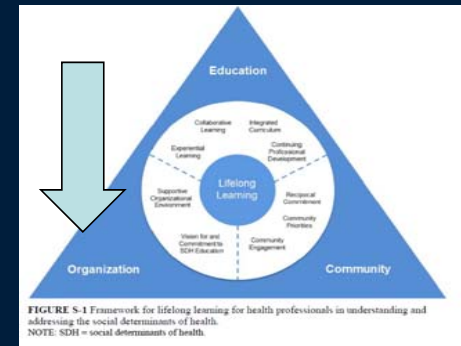 Education
Collaborative
Learning
Integrated
Curriculum
Experiential
Learning
Continuing
Professional
Development
Lifelong
Learning
Supportive
Organizational
Environment
Reciprocal
Commitment
Community
Priorities
Vision for and
Commitment to
SDH Education
Community
Engagement
Organization
Community
FIGURE S-1 Framework for lifelong learning for health professionals in understanding and
addressing the social determinants of health.
NOTE: SDH = social determinants of health.